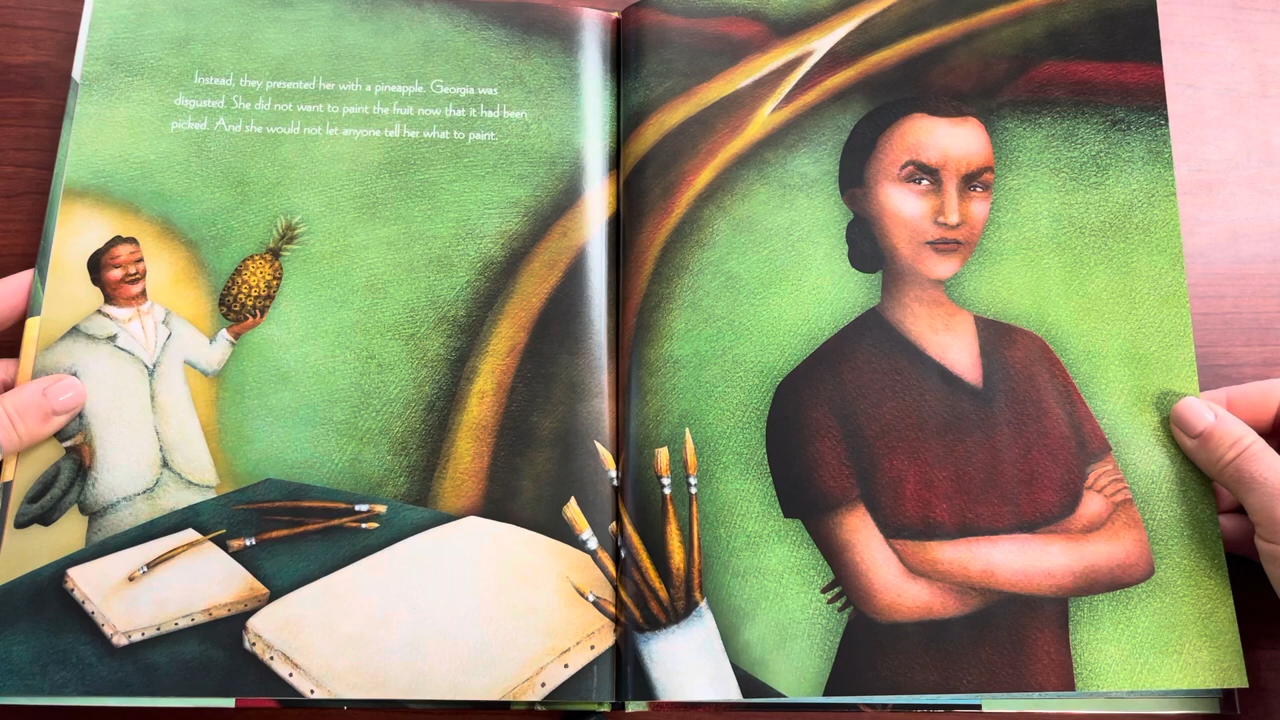 Instead, they presented her with a pineapple. Georgia was
disgusted. She did not want to paint the fruit now that it had been
picked. And she would not let anyone tell her what to paint.